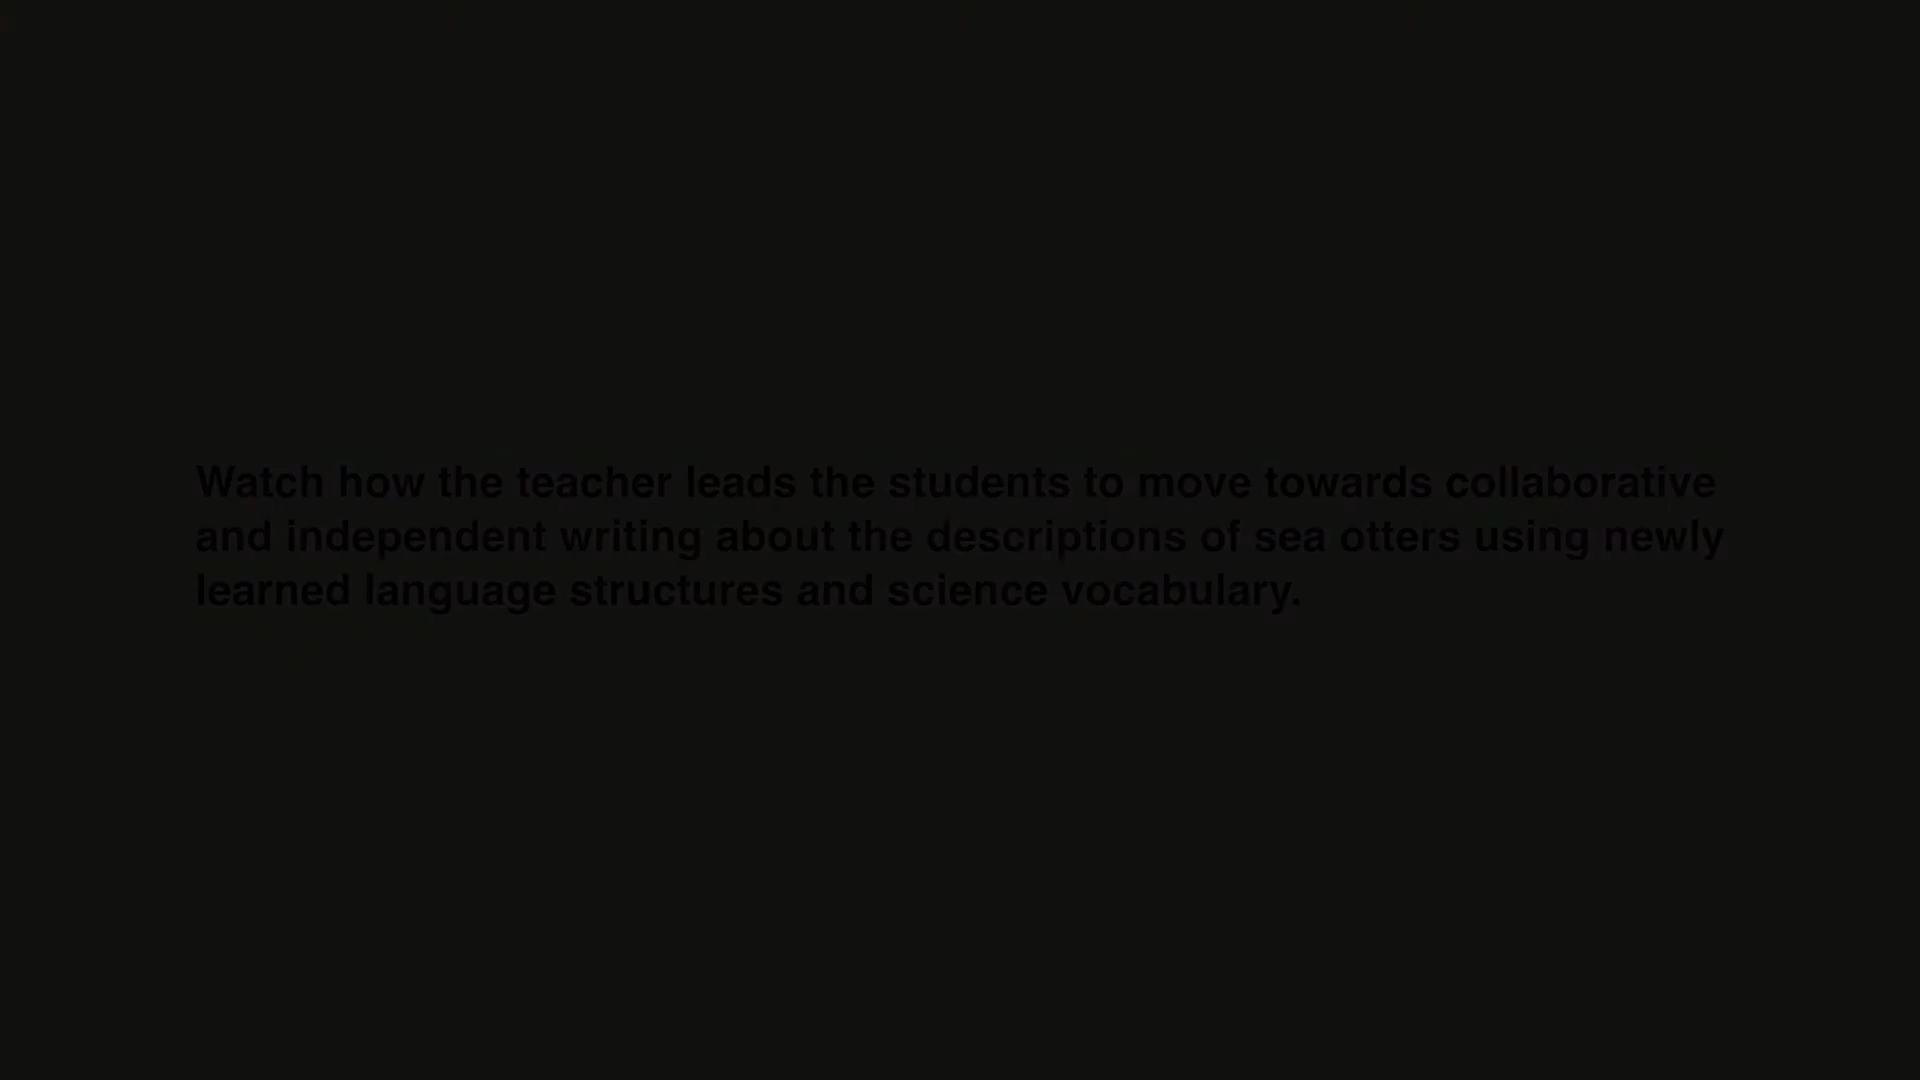 Watch how the teacher leads the students to move towards collaborative
and independent writing about the descriptions of sea otters using newly
learned language structures and science vocabulary.